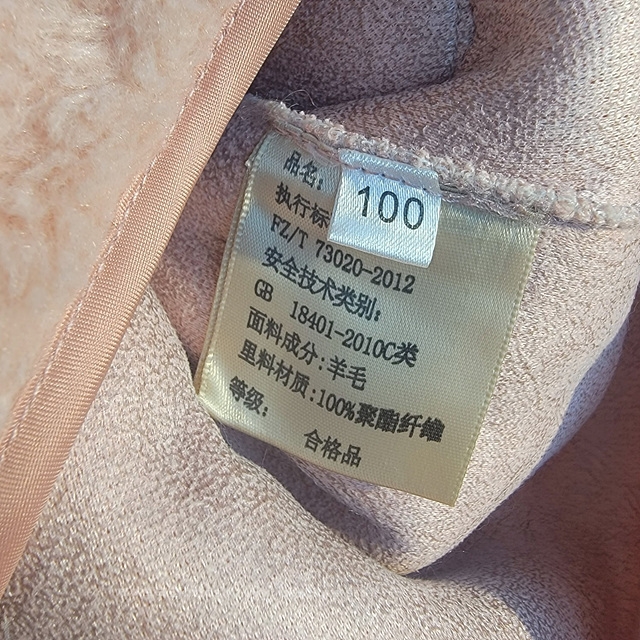 品名:
100
执行标
FZ/T 73020-2012
安全技术类别:
GB 18401-2010C类
面料成分:羊毛
里料材质:100%聚酯纤维
等级:
合格品